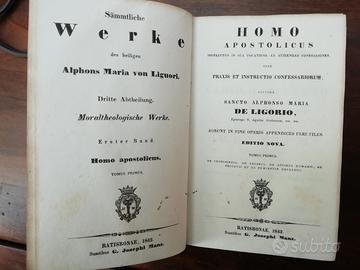 Sämmtliche
Werke
des heiligen
Alphons Maria von Liguori.
Dritte Abtheilung.
Moraltheologische Werke.
Erster Band.
Homo apostolicus.
TOMUS PRIMUS.
RATISBONAE, 1842.
Sumtibus G. Josephi Manz.
HOMO
APOSTOLICUS
INSTRUCTUS IN SUA VOCATIONE AD AUDIENDAS CONFESSIONES,
SIVE
PRAXIS ET INSTRUCTIO CONFESSARIORUM,
AUCTORE
SANCTO ALPHONSO MARIA
DE LIGORIO,
ADDUNT IN FINE OPERIS APPENDICES PERUTILES.
EDITIO NOVA.
TOMUS PRIMUS.
RATISBONAE, 1842.
Sumtibus G. Josephi Manz.
subito